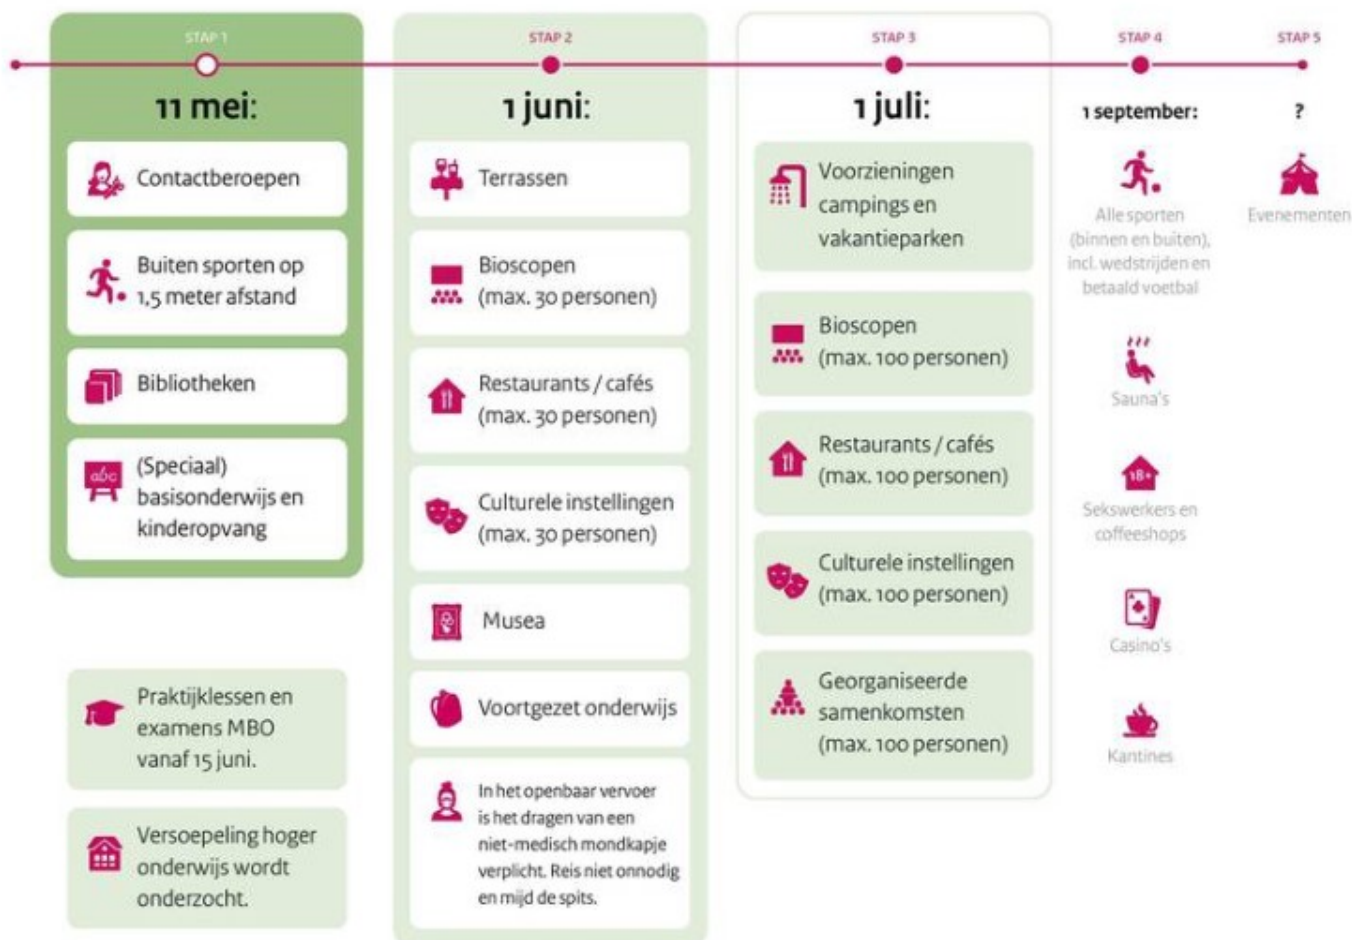 STAP 1
11 mei:
Contactberoepen
Buiten sporten op
1,5 meter afstand
Bibliotheken
abc
(Speciaal)
basisonderwijs en
kinderopvang
Praktijklessen en
examens MBO
vanaf 15 juni.
Versoepeling hoger
onderwijs wordt
onderzocht.
STAP 2
1 juni:
Terrassen
Bioscopen
(max. 30 personen)
Restaurants / cafés
(max. 30 personen)
Culturele instellingen
(max. 30 personen)
Musea
Voortgezet onderwijs
In het openbaar vervoer
is het dragen van een
niet-medisch mondkapje
verplicht. Reis niet onnodig
en mijd de spits.
STAP 3
1 juli:
Voorzieningen
campings en
vakantieparken
Bioscopen
(max. 100 personen)
Restaurants / cafés
(max. 100 personen)
Culturele instellingen
(max. 100 personen)
Georganiseerde
samenkomsten
(max. 100 personen)
STAP 4
1 september:
Alle sporten
(binnen en buiten),
incl. wedstrijden en
betaald voetbal
Sauna's
18+
Sekswerkers en
coffeeshops
A
Casino's
Kantines
STAP 5
?
Evenementen